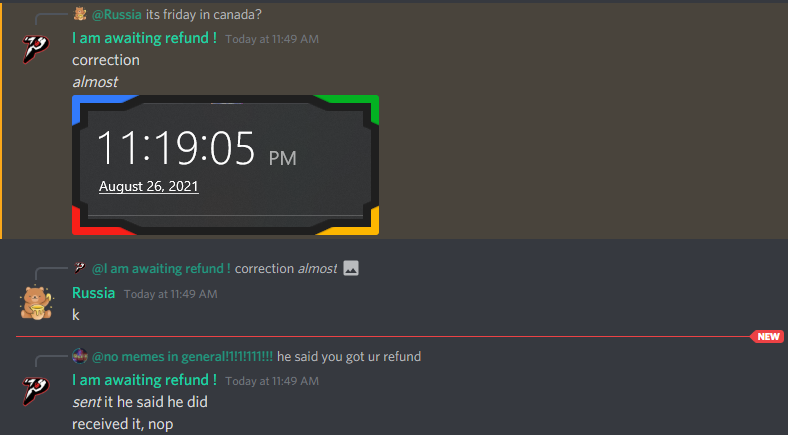 @Russia its friday in canada?
I am awaiting refund ! Today at 11:49 AM
correction
almost
11:19:05 PM
August 26, 2021
@I am awaiting refund ! correction almost
Russia Today at 11:49 AM
k
NEW
@no memes in general!1!1!111!!! he said you got ur refund
I am awaiting refund ! Today at 11:49 AM
sent it he said he did
received it, nop